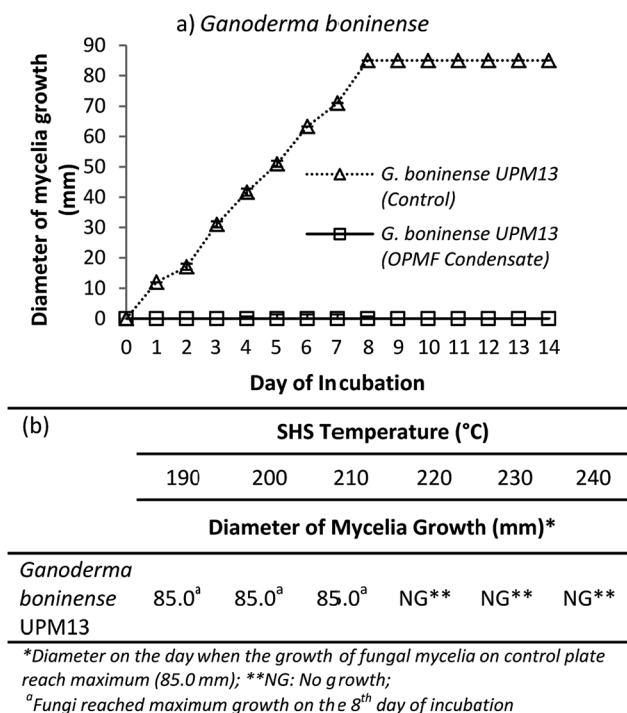 a) Ganoderma boninense
90
80
70
60
50
40
30
20
10
0
Diameter of mycelia growth
(mm)
G. boninense UPM13
(Control)
G. boninense UPM13
(OPMF Condensate)
0 1 2 3 4 5 6 7 8 9 10 11 12 13 14
Day of Incubation
(b) SHS Temperature (°C)
190 200 210 220 230 240
Diameter of Mycelia Growth (mm)*
Ganoderma
boninense 85.0ᵃ 85.0ᵃ 85.0ᵃ NG** NG** NG**
UPM13
*Diameter on the day when the growth of fungal mycelia on control plate
reach maximum (85.0 mm); **NG: No growth;
ᵃFungi reached maximum growth on the 8ᵗʰ day of incubation